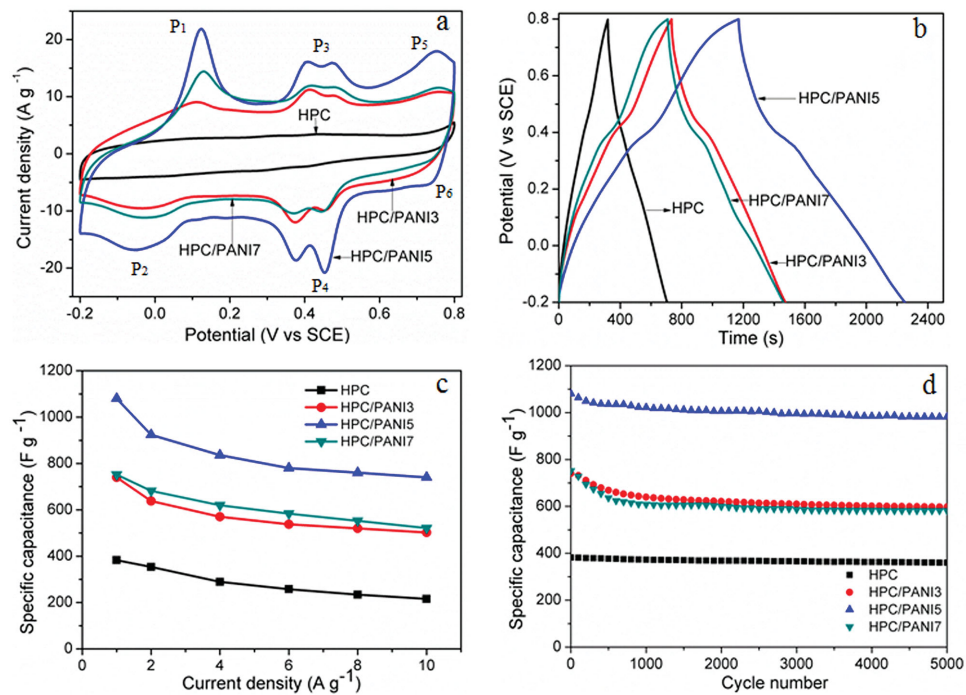 a
P1
P3
P5
HPC
P6
HPC/PANI3
HPC/PANI7
HPC/PANI5
P2
P4
20
10
0
-10
-20
-0.2 0.0 0.2 0.4 0.6 0.8
Current density (A g-1)
Potential (V vs SCE)
b
HPC/PANI5
HPC/PANI7
HPC
HPC/PANI3
0.8
0.6
0.4
0.2
0.0
-0.2
0 400 800 1200 1600 2000 2400
Potential (V vs SCE)
Time (s)
c
HPC
HPC/PANI3
HPC/PANI5
HPC/PANI7
1200
1000
800
600
400
200
0
0 2 4 6 8 10
Specific capacitance (F g-1)
Current density (A g-1)
d
HPC
HPC/PANI3
HPC/PANI5
HPC/PANI7
1200
1000
800
600
400
200
0
0 1000 2000 3000 4000 5000
Specific capacitance (F g-1)
Cycle number